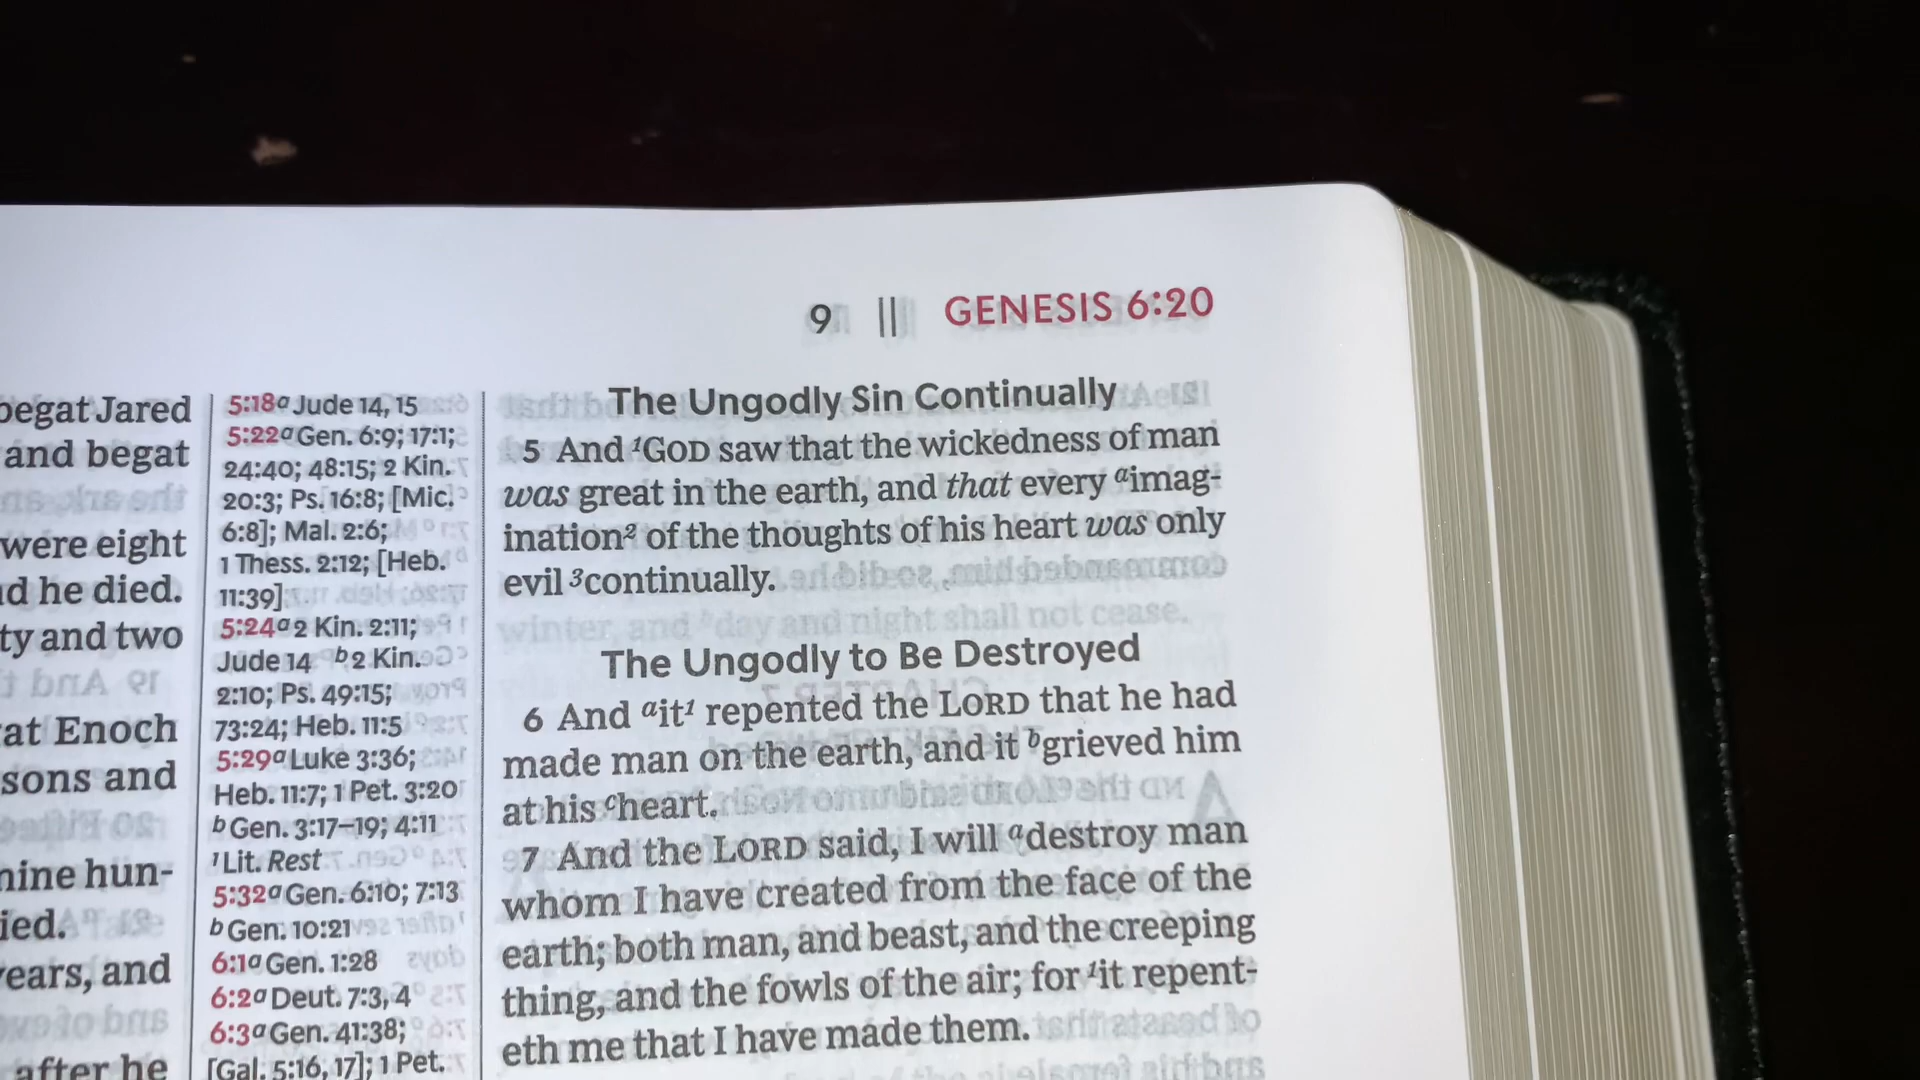 9 || GENESIS 6:20
begat Jared
and begat
were eight
d he died.
ty and two
at Enoch
sons and
nine hun-
ied.
years, and
after he
5:18a Jude 14, 15
5:22a Gen. 6:9; 17:1;
24:40; 48:15; 2 Kin.
20:3; Ps. 16:8; [Mic.
6:8]; Mal. 2:6;
1 Thess. 2:12; [Heb.
11:39]
5:24a 2 Kin. 2:11;
Jude 14 b 2 Kin.
2:10; Ps. 49:15;
73:24; Heb. 11:5
5:29a Luke 3:36;
Heb. 11:7; 1 Pet. 3:20
b Gen. 3:17–19; 4:11
1 Lit. Rest
5:32a Gen. 6:10; 7:13
b Gen. 10:21
6:1a Gen. 1:28
6:2a Deut. 7:3, 4
6:3a Gen. 41:38;
[Gal. 5:16, 17]; 1 Pet.
The Ungodly Sin Continually
5 And 1GOD saw that the wickedness of man
was great in the earth, and that every aimag-
ination2 of the thoughts of his heart was only
evil 3continually.
The Ungodly to Be Destroyed
6 And ait1 repented the LORD that he had
made man on the earth, and it bgrieved him
at his cheart.
7 And the LORD said, I will adestroy man
whom I have created from the face of the
earth; both man, and beast, and the creeping
thing, and the fowls of the air; for 1it repent-
eth me that I have made them.